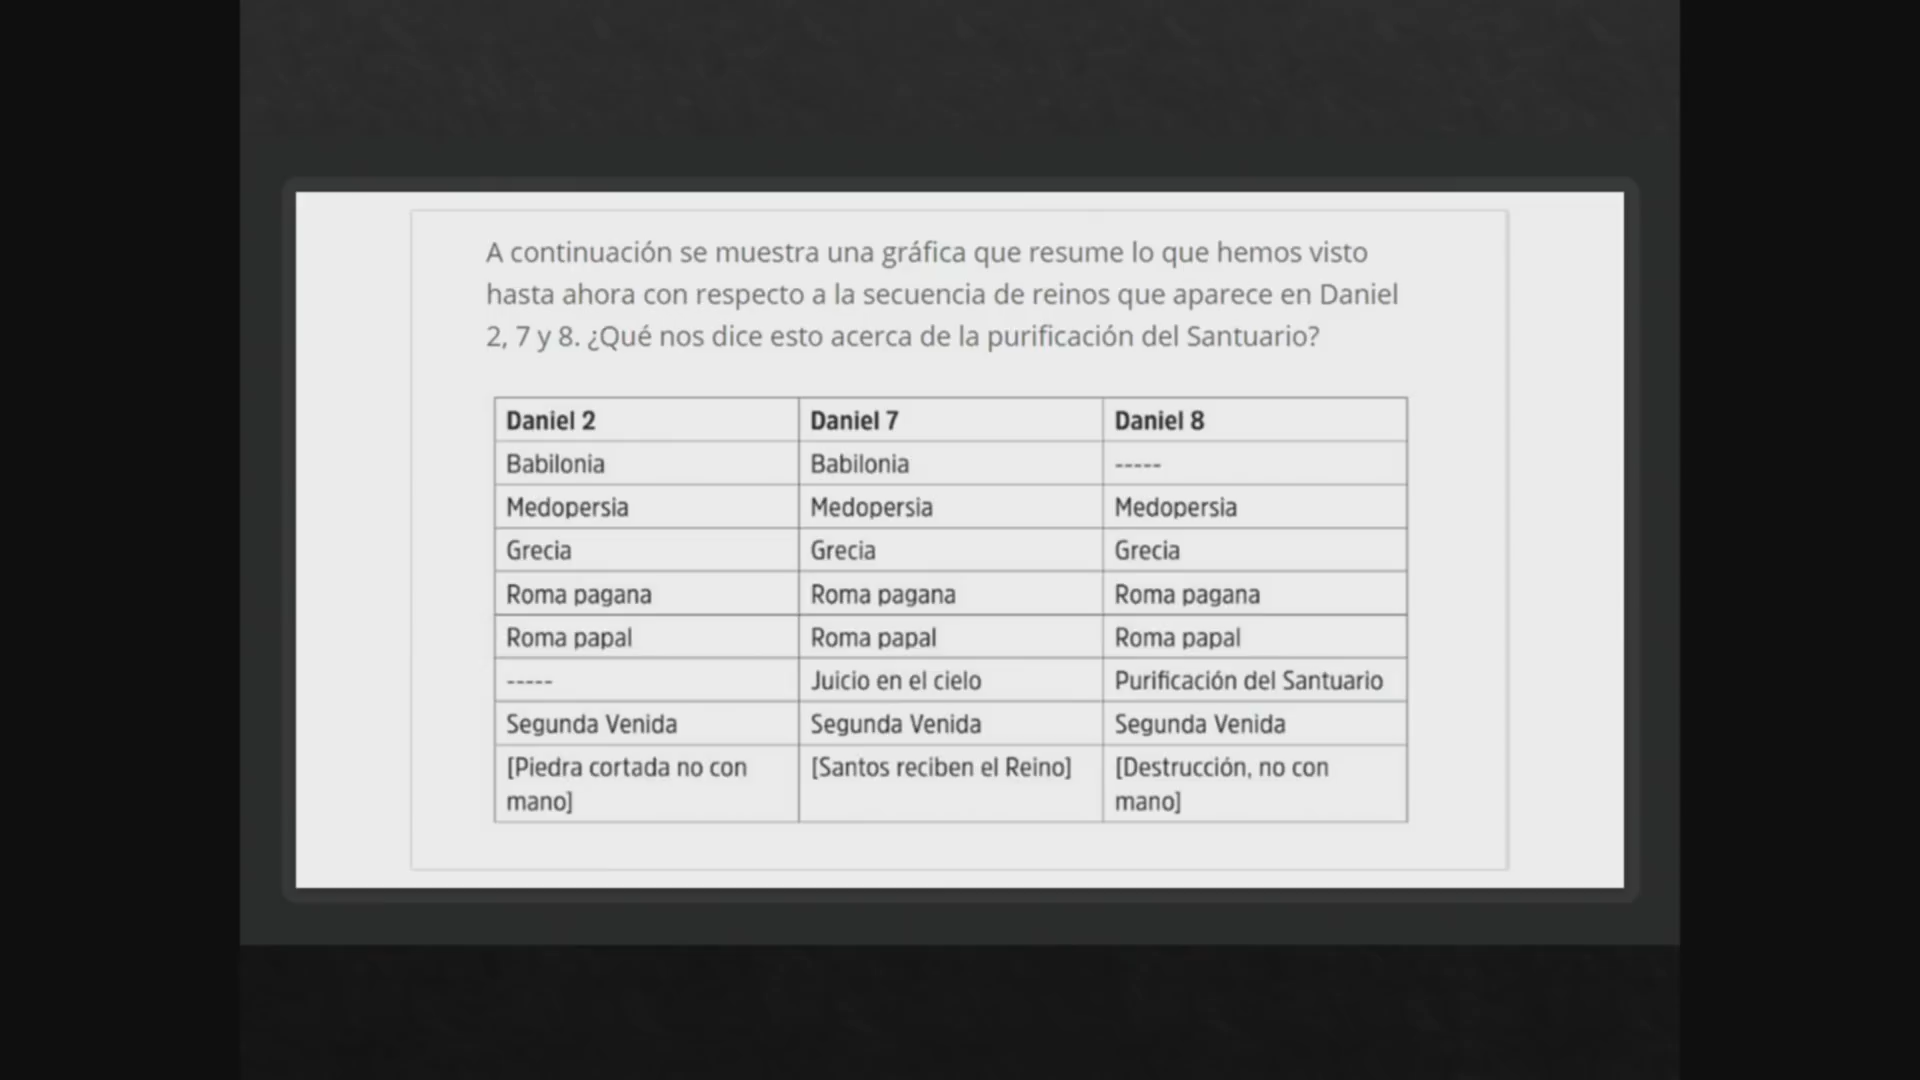 A continuación se muestra una gráfica que resume lo que hemos visto
hasta ahora con respecto a la secuencia de reinos que aparece en Daniel
2, 7 y 8. ¿Qué nos dice esto acerca de la purificación del Santuario?
Daniel 2 Daniel 7 Daniel 8
Babilonia Babilonia -----
Medopersia Medopersia Medopersia
Grecia Grecia Grecia
Roma pagana Roma pagana Roma pagana
Roma papal Roma papal Roma papal
----- Juicio en el cielo Purificación del Santuario
Segunda Venida Segunda Venida Segunda Venida
[Piedra cortada no con [Santos reciben el Reino] [Destrucción, no con
mano] mano]